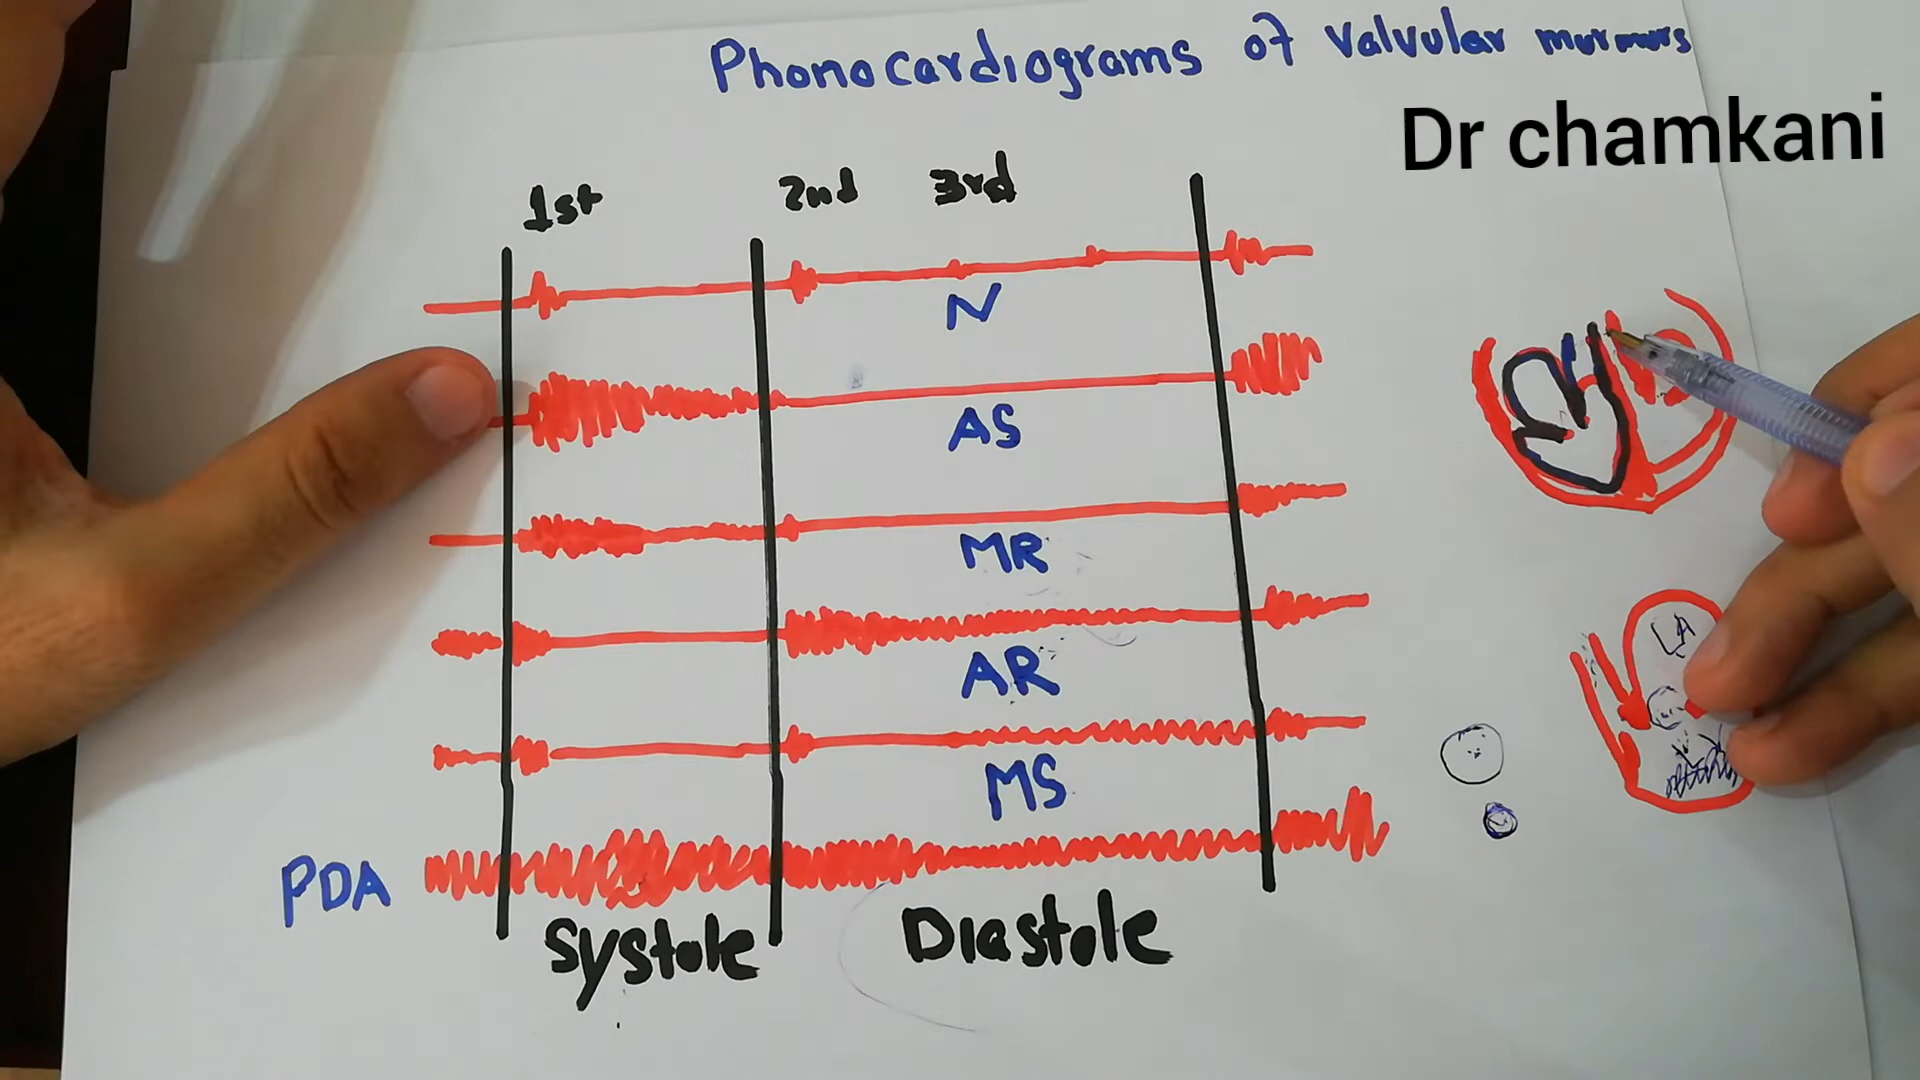 Phonocardiograms of valvular murmurs
Dr chamkani
1st 2nd 3rd
N
AS
MR
AR
MS
PDA
Systole Diastole
LA